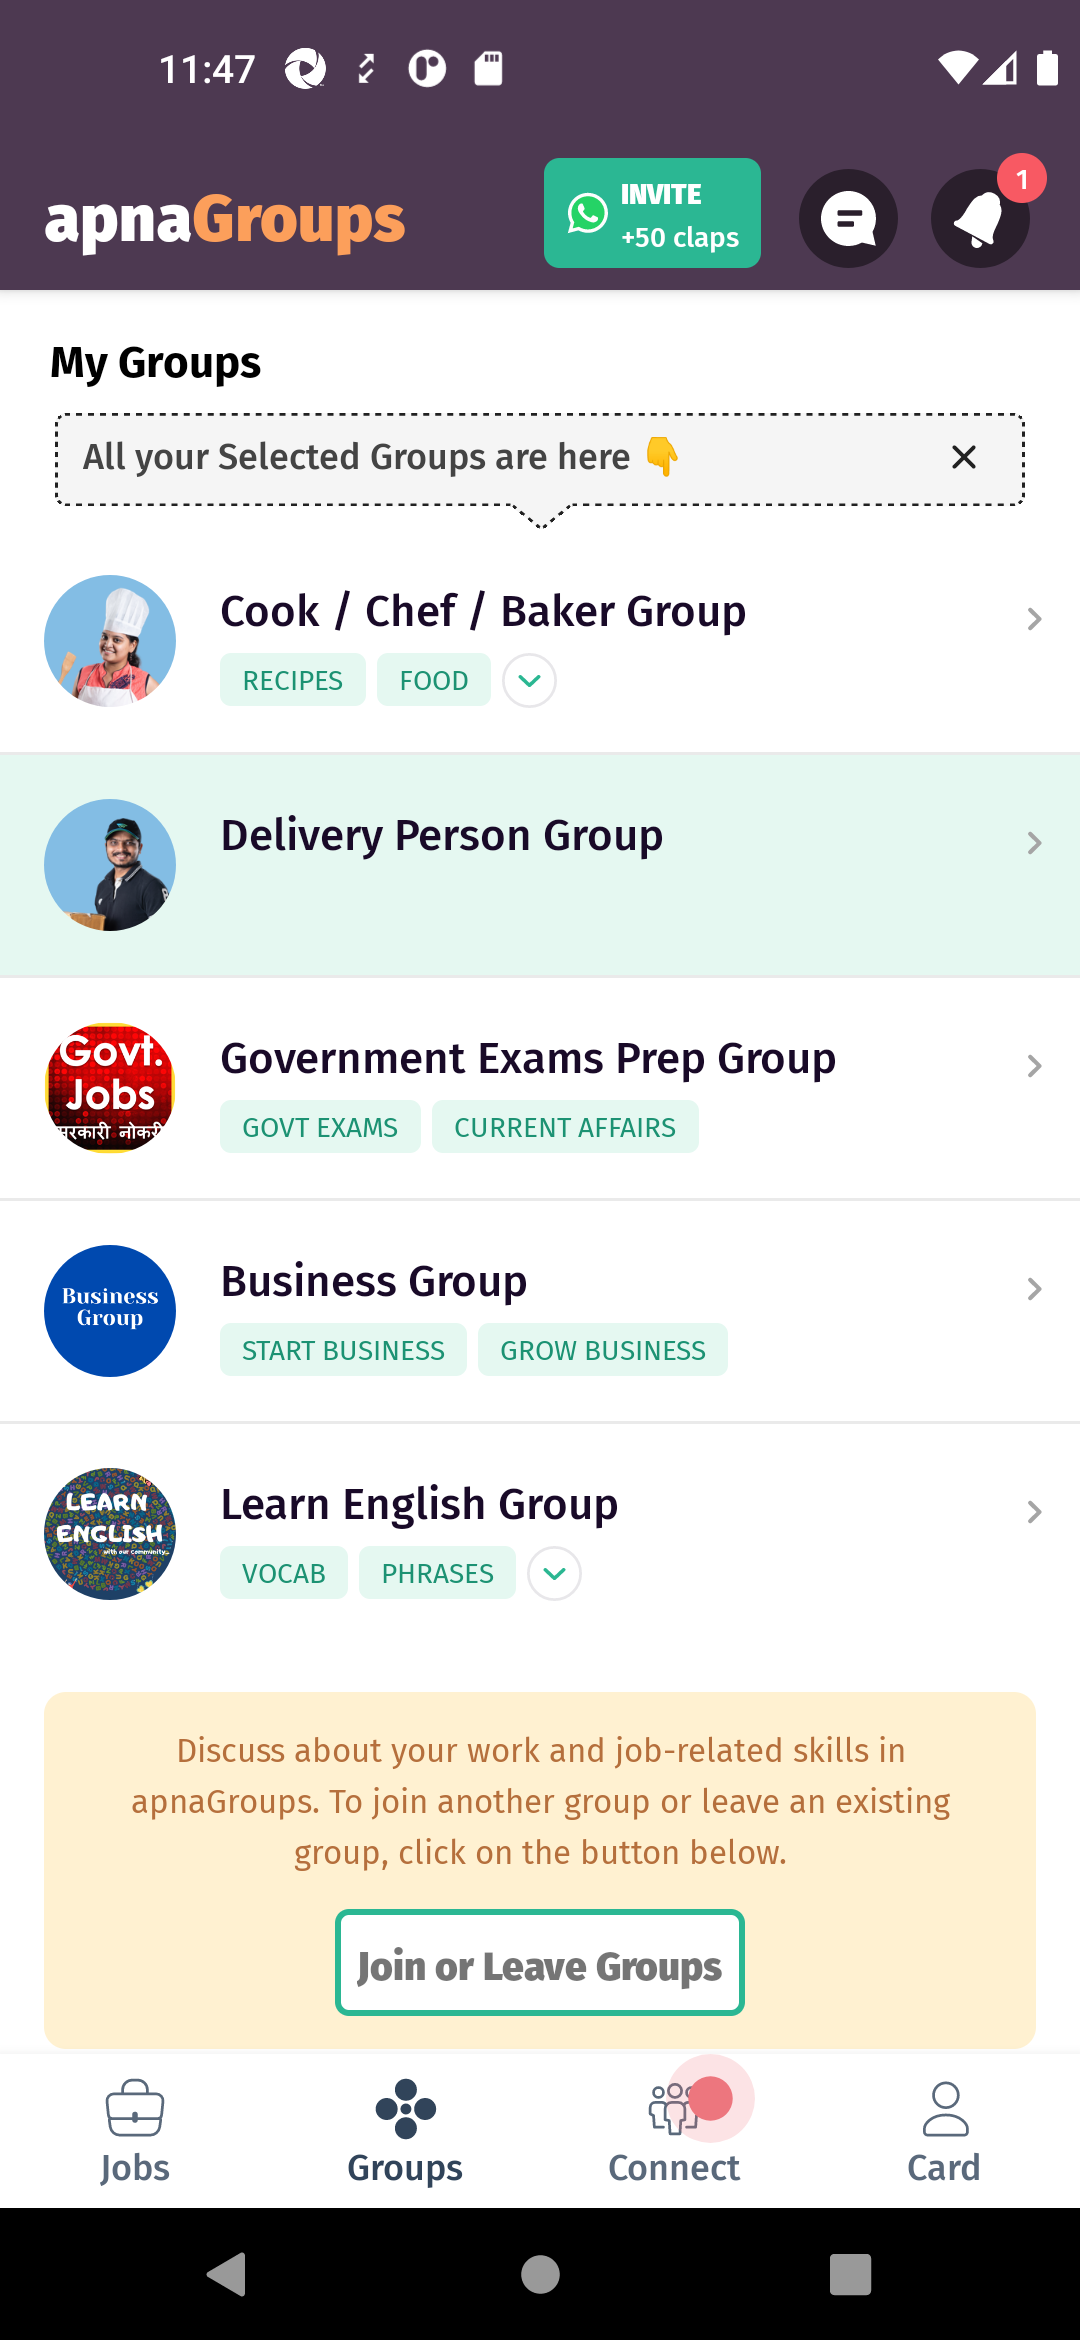 11:47
apnaGroups
INVITE
+50 claps
1
My Groups
All your Selected Groups are here 👇
Cook / Chef / Baker Group
RECIPES FOOD
Delivery Person Group
Govt.
Jobs
सरकारी नोकरी
Government Exams Prep Group
GOVT EXAMS CURRENT AFFAIRS
Business
Group
Business Group
START BUSINESS GROW BUSINESS
LEARN
ENGLISH
with our community
Learn English Group
VOCAB PHRASES
Discuss about your work and job-related skills in
apnaGroups. To join another group or leave an existing
group, click on the button below.
Join or Leave Groups
Jobs Groups Connect Card